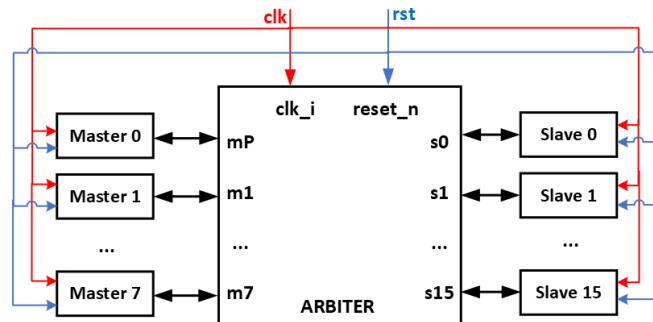 clk rst
clk_i reset_n
Master 0 mP s0 Slave 0
Master 1 m1 s1 Slave 1
... ... ... ...
Master 7 m7 s15 Slave 15
ARBITER